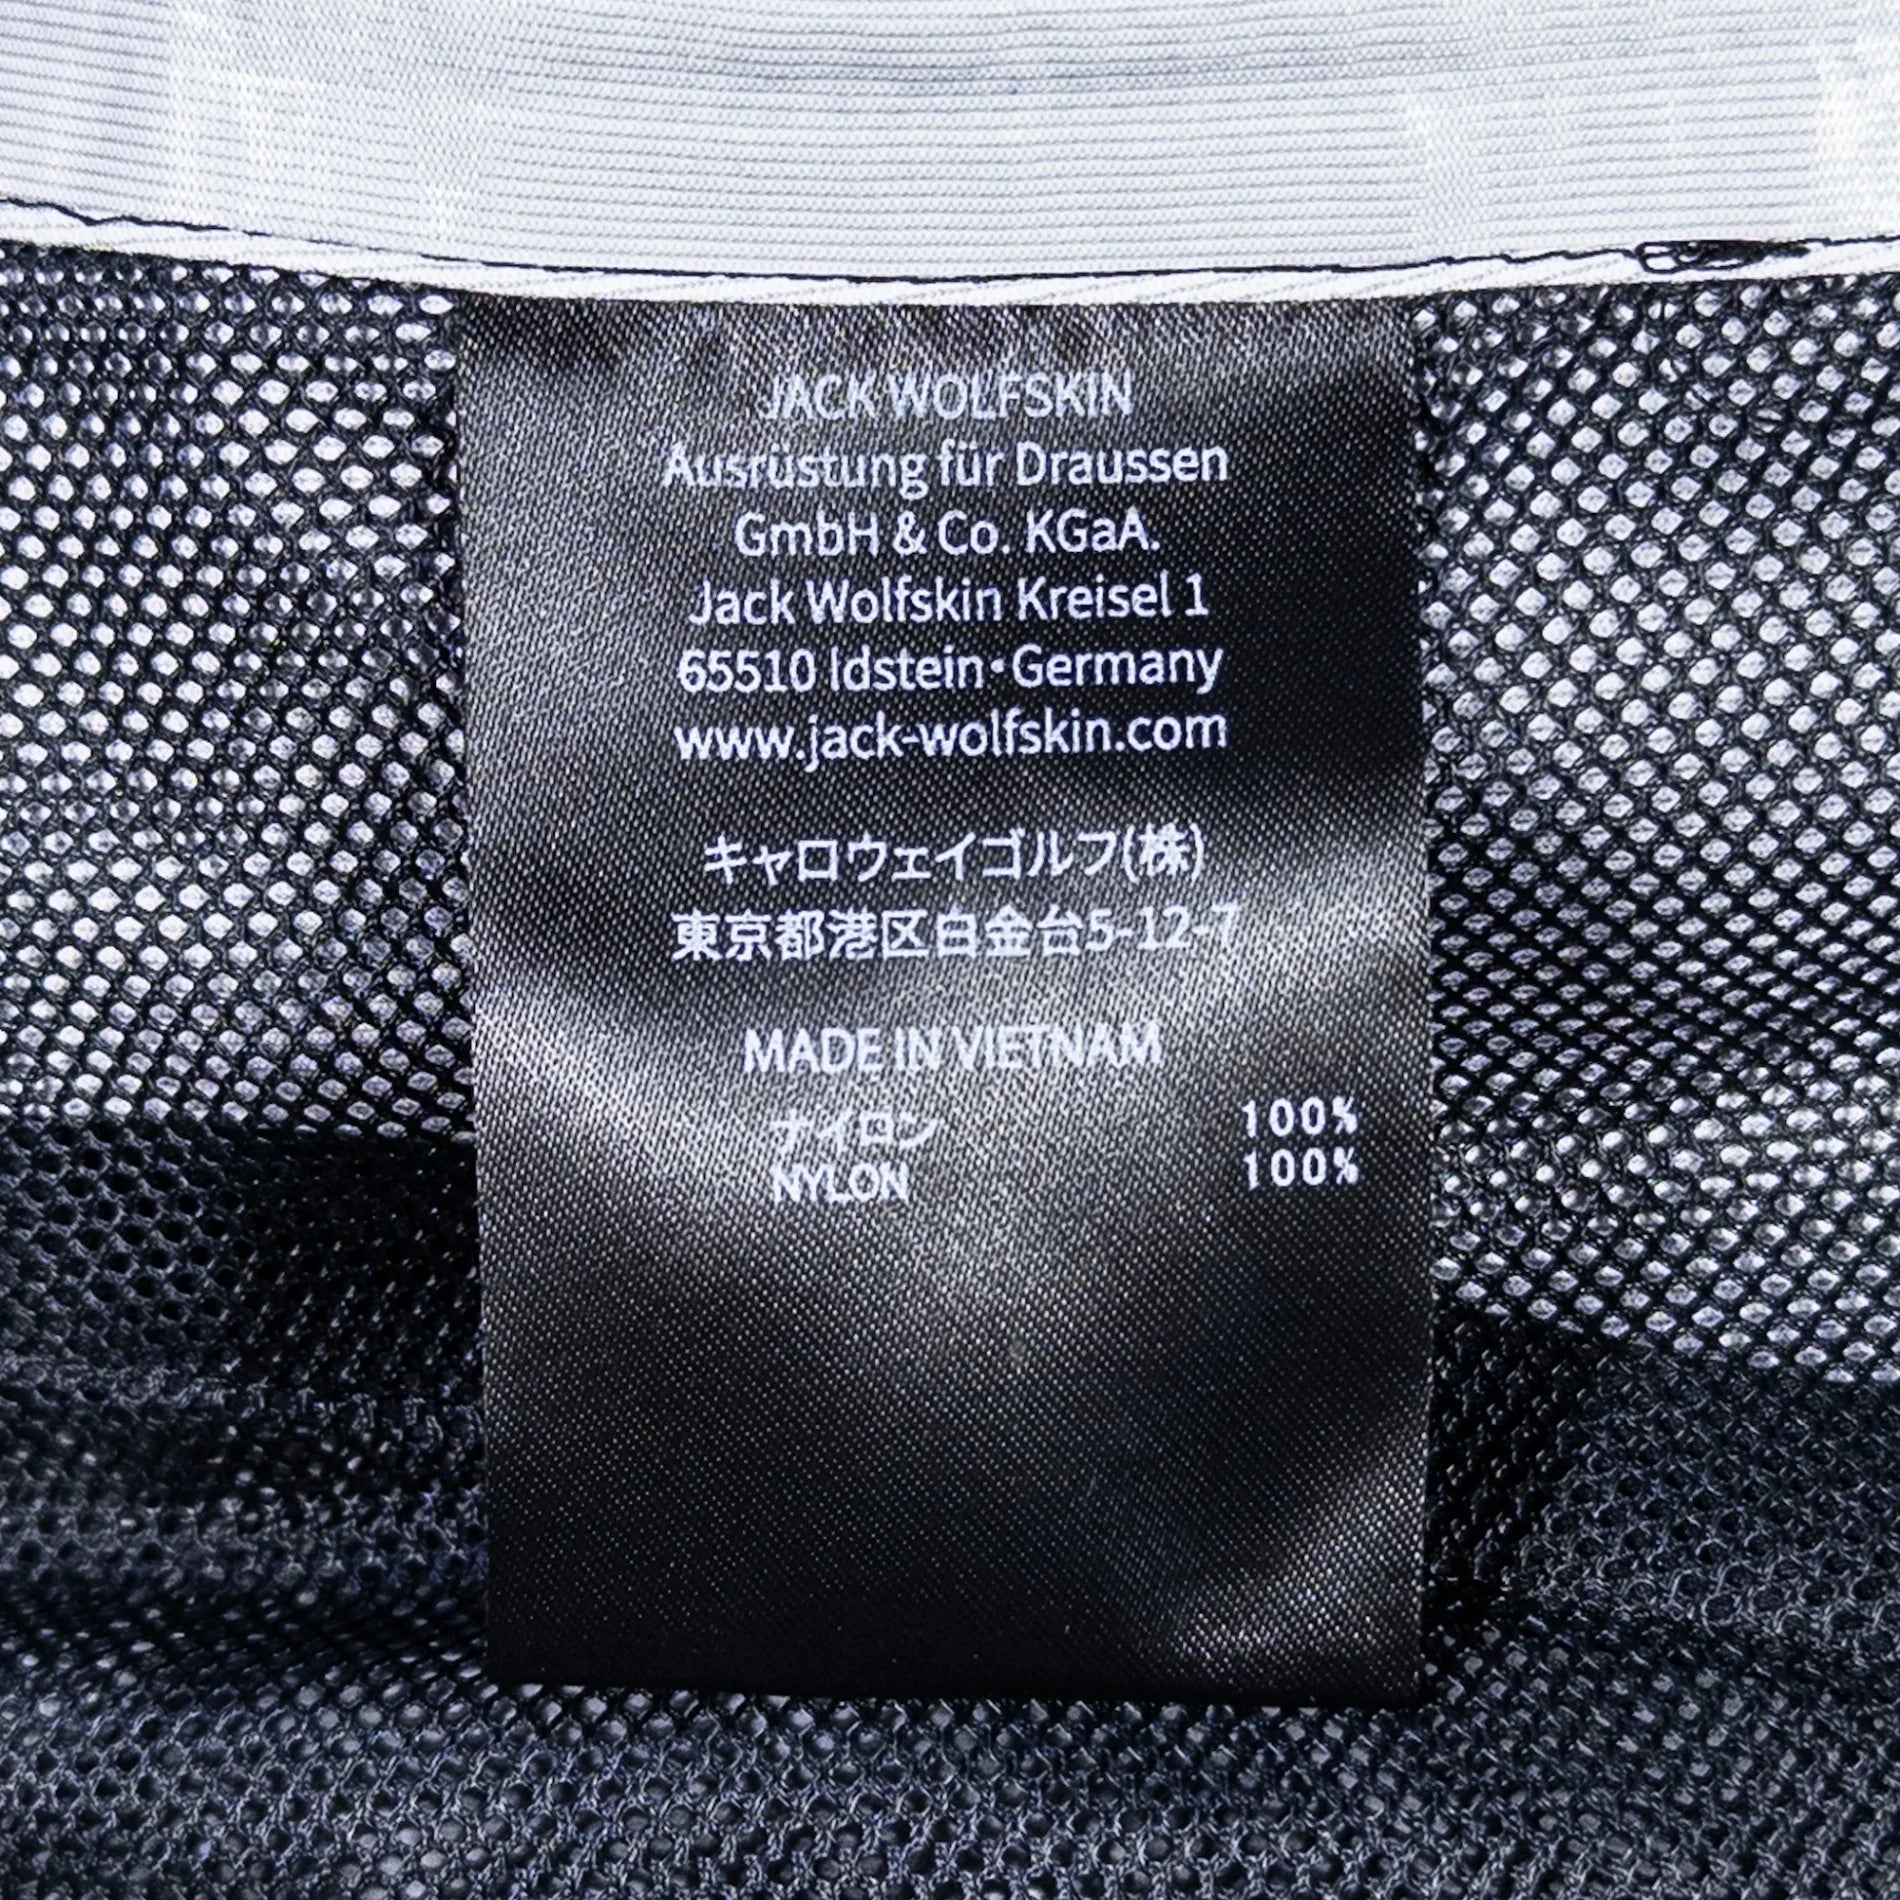 JACK WOLFSKIN
Ausrüstung für Draussen
GmbH & Co. KGaA.
Jack Wolfskin Kreisel 1
65510 Idstein•Germany
www.jack-wolfskin.com
キャロウェイゴルフ(株)
東京都港区白金台5-12-7
MADE IN VIETNAM
ナイロン 100%
NYLON 100%